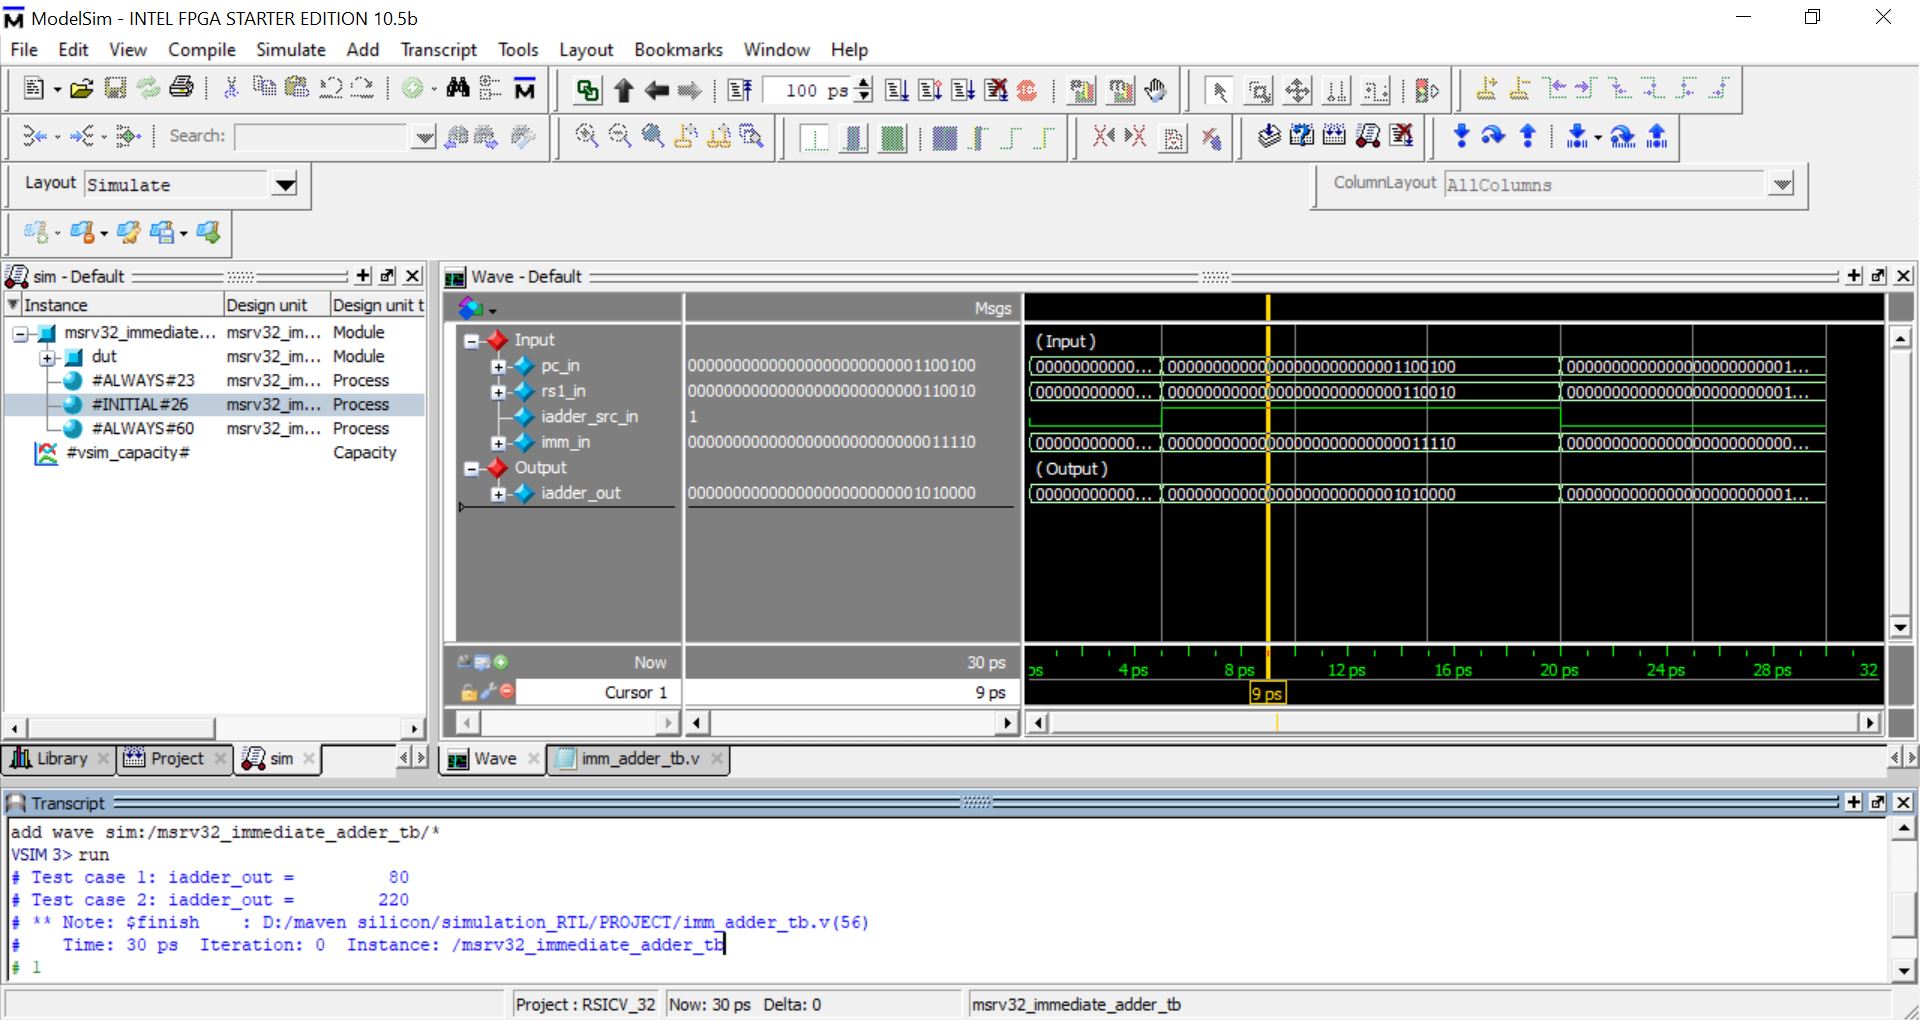 ModelSim - INTEL FPGA STARTER EDITION 10.5b
File Edit View Compile Simulate Add Transcript Tools Layout Bookmarks Window Help
100 ps
Search:
Layout Simulate
ColumnLayout AllColumns
sim - Default
Instance Design unit Design unit t
msrv32_immediate... msrv32_im... Module
dut msrv32_im... Module
#ALWAYS#23 msrv32_im... Process
#INITIAL#26 msrv32_im... Process
#ALWAYS#60 msrv32_im... Process
#vsim_capacity# Capacity
Wave - Default
Msgs
Input (Input)
pc_in 00000000000000000000000001100100 00000000000... 00000000000000000000000001100100 000000000000000000000000001...
rs1_in 00000000000000000000000000110010 00000000000... 00000000000000000000000000110010 000000000000000000000000001...
iadder_src_in 1
imm_in 00000000000000000000000000011110 00000000000... 00000000000000000000000000011110 000000000000000000000000000...
Output (Output)
iadder_out 00000000000000000000000001010000 00000000000... 00000000000000000000000001010000 000000000000000000000000001...
Now 30 ps
ps 4 ps 8 ps 12 ps 16 ps 20 ps 24 ps 28 ps 32
Cursor 1 9 ps 9 ps
Library Project sim Wave imm_adder_tb.v
Transcript
add wave sim:/msrv32_immediate_adder_tb/*
VSIM 3> run
# Test case 1: iadder_out = 80
# Test case 2: iadder_out = 220
# ** Note: $finish : D:/maven silicon/simulation_RTL/PROJECT/imm_adder_tb.v(56)
# Time: 30 ps Iteration: 0 Instance: /msrv32_immediate_adder_tb
# 1
Project : RSICV_32 Now: 30 ps Delta: 0 msrv32_immediate_adder_tb